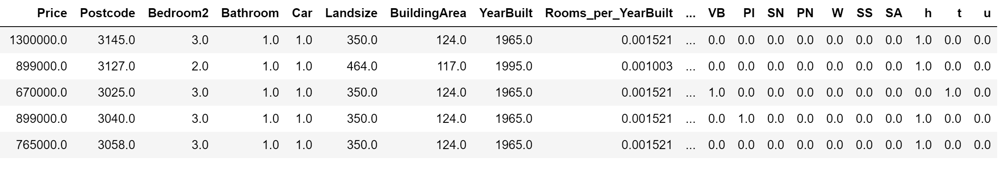 Price Postcode Bedroom2 Bathroom Car Landsize BuildingArea YearBuilt Rooms_per_YearBuilt ... VB PI SN PN W SS SA h t u
1300000.0 3145.0 3.0 1.0 1.0 350.0 124.0 1965.0 0.001521 ... 0.0 0.0 0.0 0.0 0.0 0.0 0.0 1.0 0.0 0.0
899000.0 3127.0 2.0 1.0 1.0 464.0 117.0 1995.0 0.001003 ... 0.0 0.0 0.0 0.0 0.0 0.0 0.0 1.0 0.0 0.0
670000.0 3025.0 3.0 1.0 1.0 350.0 124.0 1965.0 0.001521 ... 1.0 0.0 0.0 0.0 0.0 0.0 0.0 0.0 1.0 0.0
899000.0 3040.0 3.0 1.0 1.0 350.0 124.0 1965.0 0.001521 ... 0.0 1.0 0.0 0.0 0.0 0.0 0.0 1.0 0.0 0.0
765000.0 3058.0 3.0 1.0 1.0 350.0 124.0 1965.0 0.001521 ... 0.0 0.0 0.0 0.0 0.0 0.0 0.0 1.0 0.0 0.0